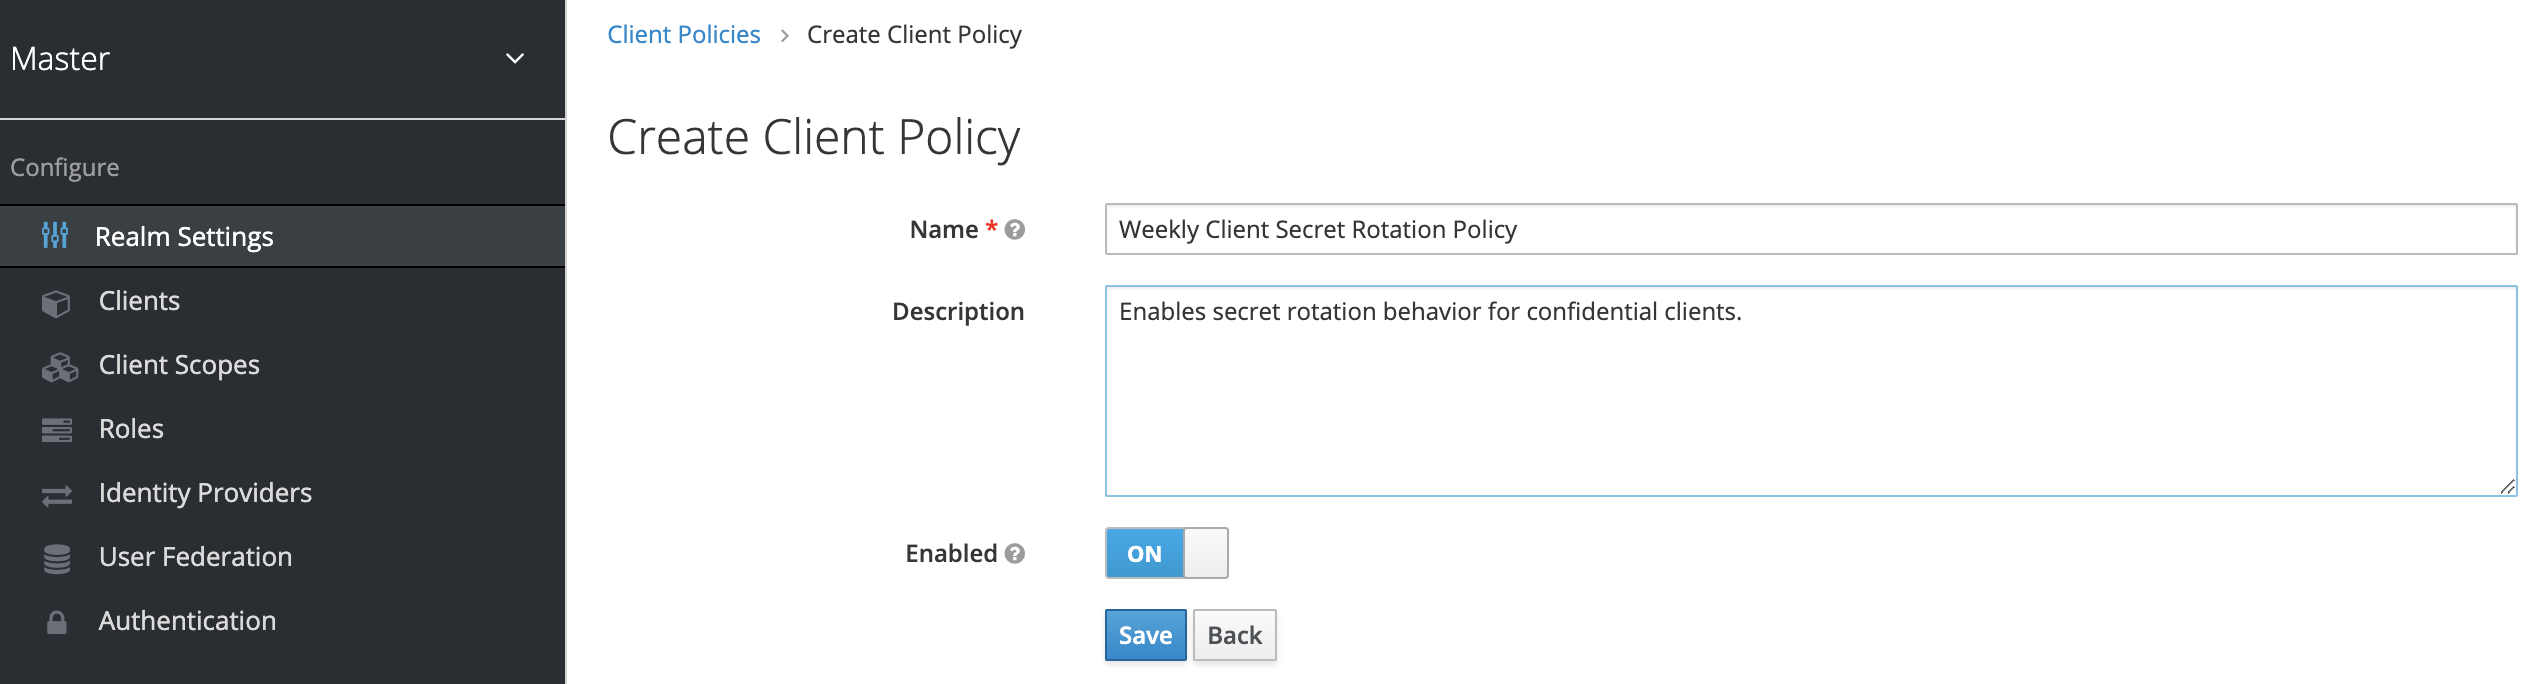 Master
Configure
Realm Settings
Clients
Client Scopes
Roles
Identity Providers
User Federation
Authentication
Client Policies > Create Client Policy
Create Client Policy
Name * ?
Weekly Client Secret Rotation Policy
Description
Enables secret rotation behavior for confidential clients.
Enabled ?
ON
Save Back